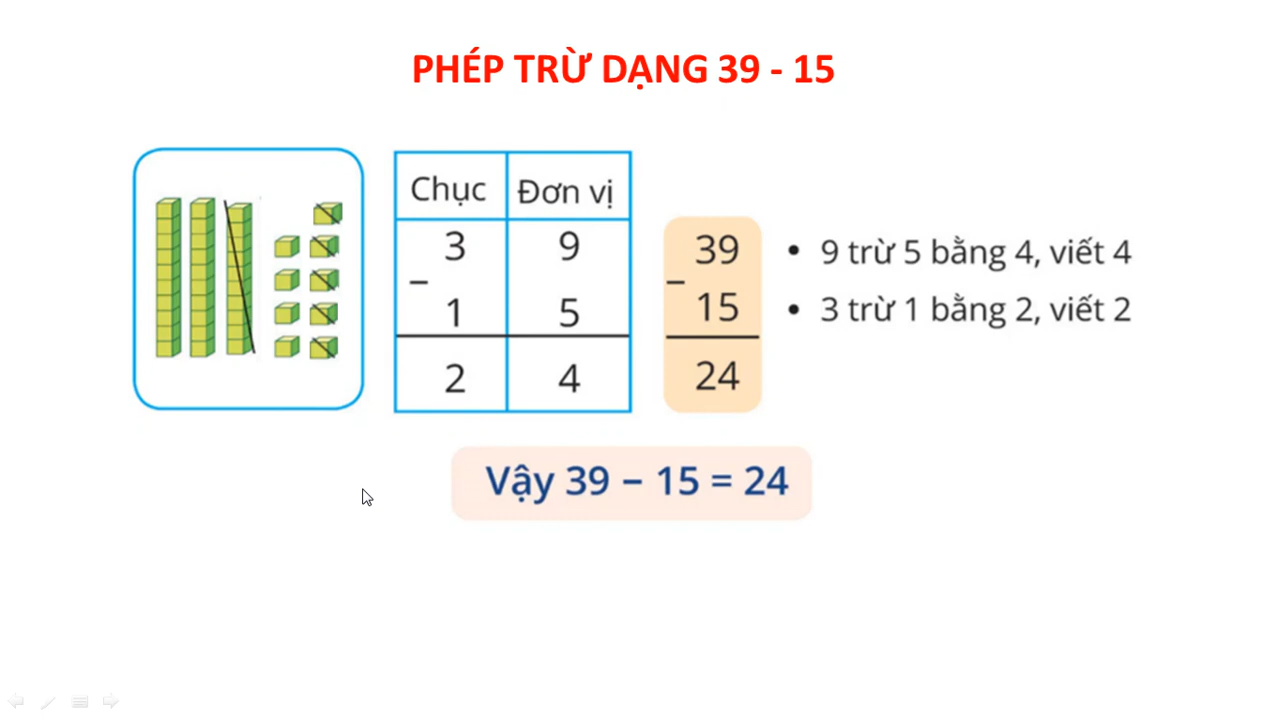 PHÉP TRỪ DẠNG 39 - 15
Chục Đơn vị
3 9
−
1 5
2 4
39
−
15
24
• 9 trừ 5 bằng 4, viết 4
• 3 trừ 1 bằng 2, viết 2
Vậy 39 − 15 = 24